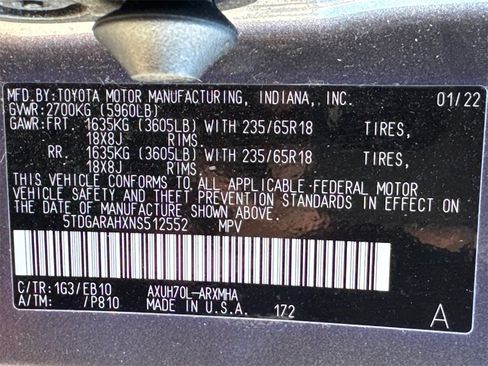 MFD.BY:TOYOTA MOTOR MANUFACTURING, INDIANA, INC. 01/22
GVWR:2700KG (5960LB)
GAWR:FRT. 1635KG (3605LB) WITH 235/65R18 TIRES,
18X8J RIMS.
RR. 1635KG (3605LB) WITH 235/65R18 TIRES,
18X8J RIMS.
THIS VEHICLE CONFORMS TO ALL APPLICABLE FEDERAL MOTOR
VEHICLE SAFETY AND THEFT PREVENTION STANDARDS IN EFFECT ON
THE DATE OF MANUFACTURE SHOWN ABOVE.
5TDGARAHXNS512552 MPV
C/TR:1G3/EB10 AXUH70L-ARXMHA
A/TM: /P810 MADE IN U.S.A. 172 A